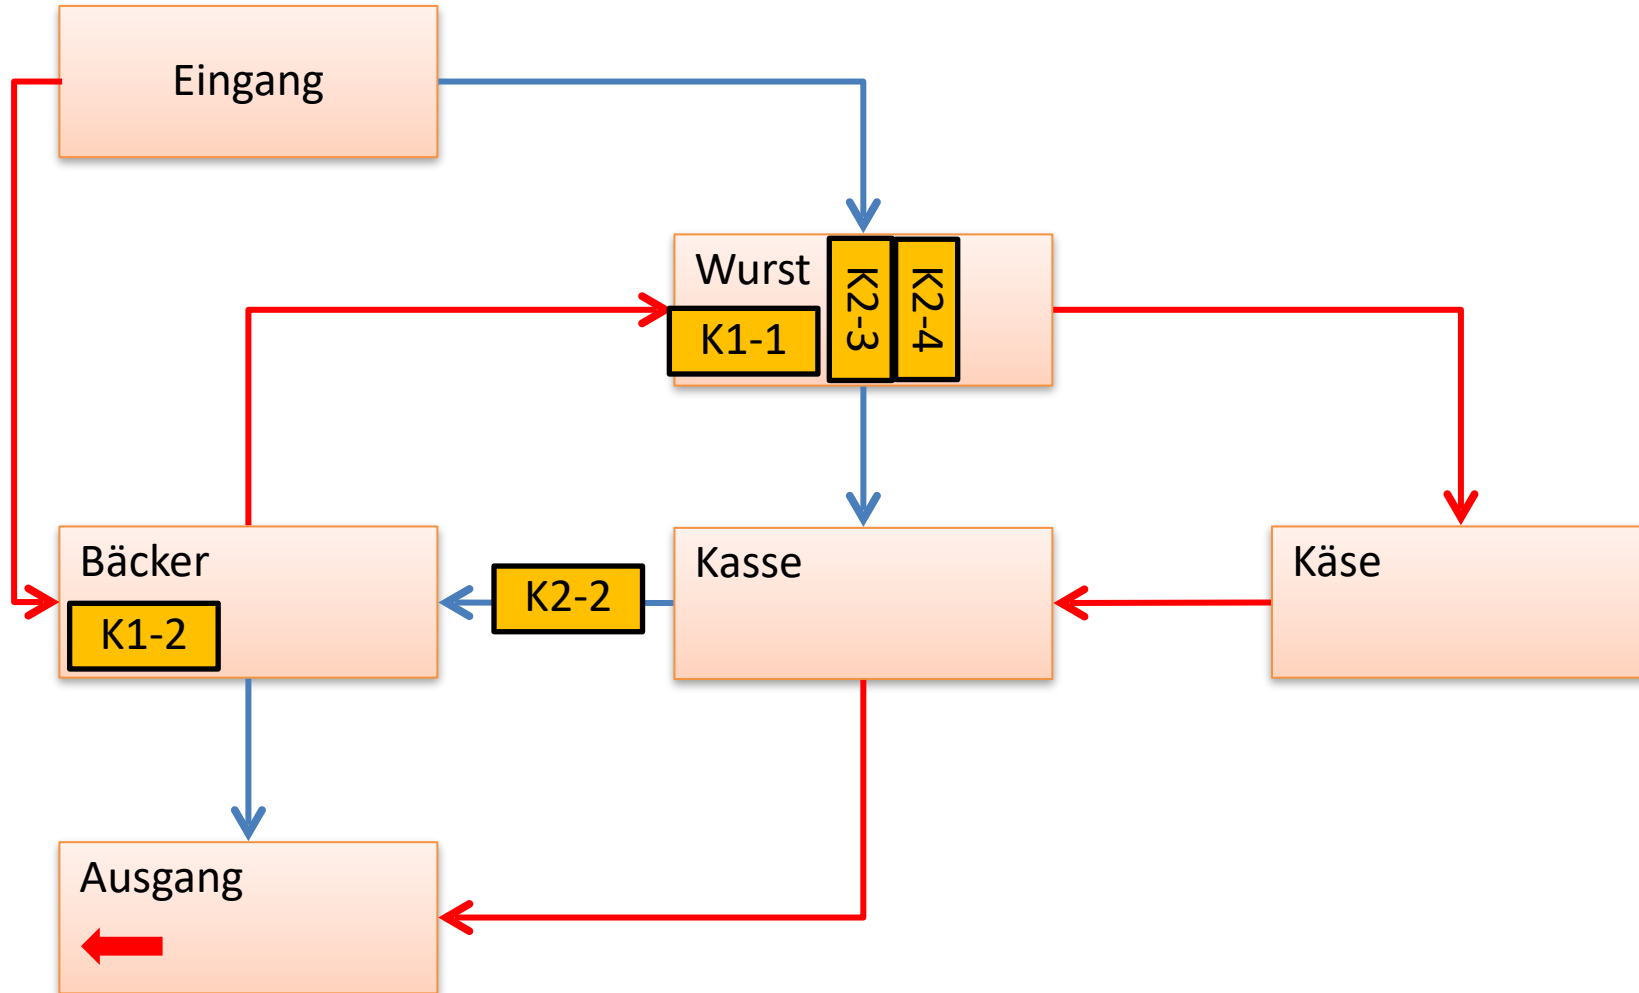 Eingang
Wurst
K1-1
K2-3
K2-4
Bäcker
K1-2
K2-2
Kasse
Käse
Ausgang